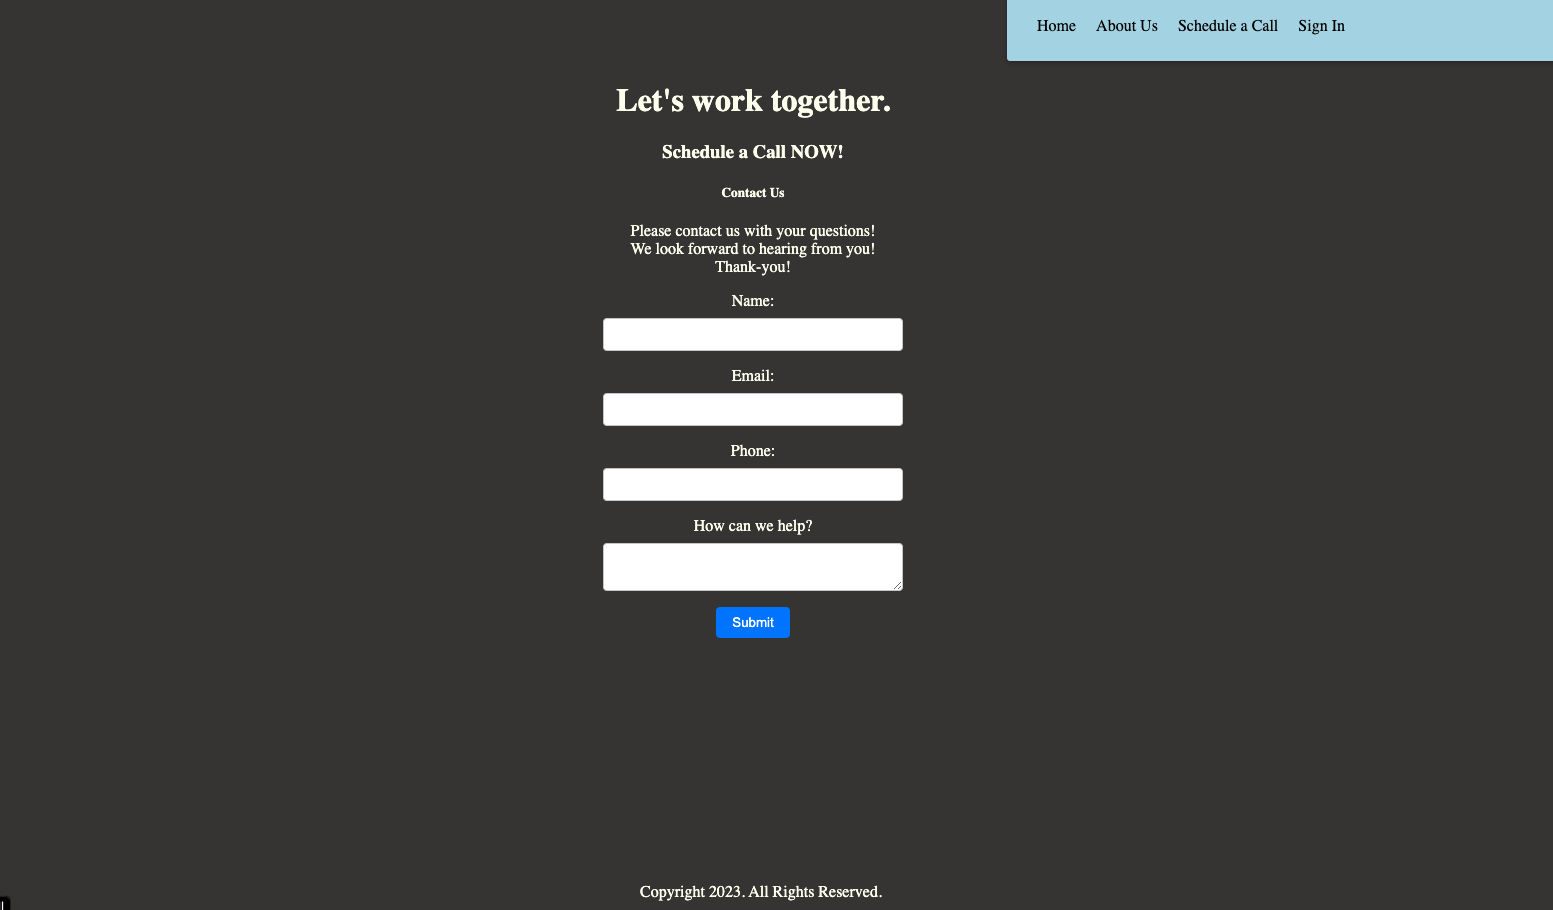 Home About Us Schedule a Call Sign In
Let's work together.
Schedule a Call NOW!
Contact Us
Please contact us with your questions!
We look forward to hearing from you!
Thank-you!
Name:
Email:
Phone:
How can we help?
Submit
Copyright 2023. All Rights Reserved.